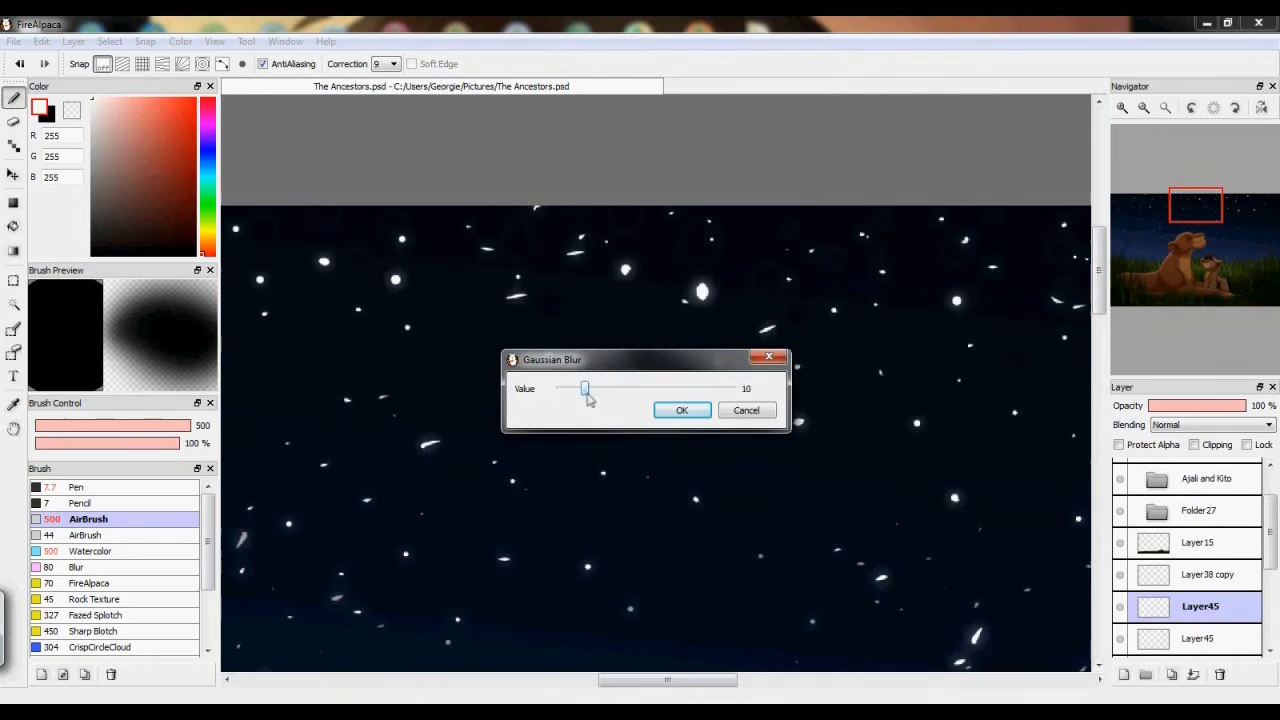 FireAlpaca
File Edit Layer Select Snap Color View Tool Window Help
Snap off AntiAliasing Correction 9 Soft Edge
Color
The Ancestors.psd - C:/Users/Georgie/Pictures/The Ancestors.psd
Navigator
R 255
G 255
B 255
Brush Preview
Gaussian Blur
Value 10
OK Cancel
Brush Control
500
100 %
Brush
7.7 Pen
7 Pencil
500 AirBrush
44 AirBrush
500 Watercolor
80 Blur
70 FireAlpaca
45 Rock Texture
327 Fazed Splotch
450 Sharp Blotch
304 CrispCircleCloud
Layer
Opacity 100 %
Blending Normal
Protect Alpha Clipping Lock
Ajali and Kito
Folder27
Layer15
Layer38 copy
Layer45
Layer45